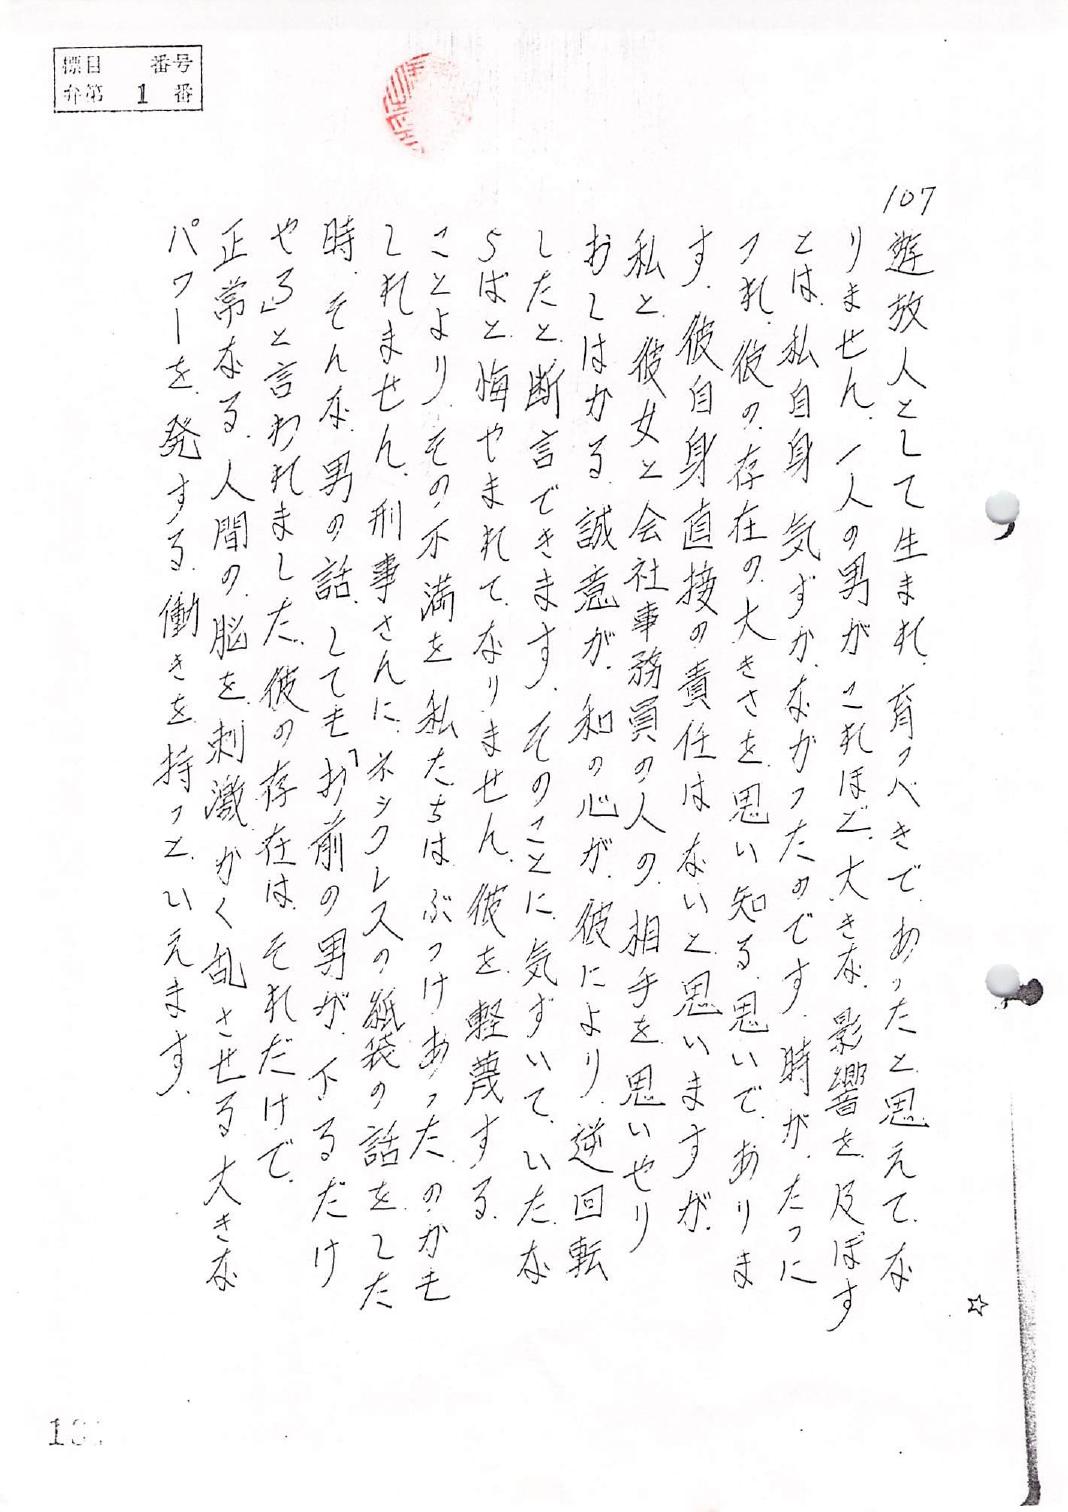 標目 番号
弁第 1 番
107
遊放人として生まれ、育つべきで、あったと思えて、な
りません。一人の男が、これほど、大きな、影響を、及ぼす
とは、私自身、気ずか、なかったのです。時が、たつに
つれ、彼の、存在の、大きさを、思い知る、思いで、ありま
す。彼自身、直接の責任は、ないと、思いますが、
私と、彼女と、会社事務員の人の、相手を、思いやり
おしはかる、誠意が、和の心が、彼により、逆回転
したと、断言できます。そのことに、気ずいて、いたな
らばと、悔やまれて、なりません。彼を、軽蔑する
ことより、その不満を、私たちは、ぶつけあった、のかも
しれません。刑事さんに、ネックレスの、紙袋の話をした
時、そんな、男の話、しても、「お前の男が、下るだけ
やろ」と言われました。彼の存在は、それだけで、
正常なる、人間の、脳を、刺激、かく乱、させる、大きな
パワーを、発する、働きを、持つと、いえます。
☆